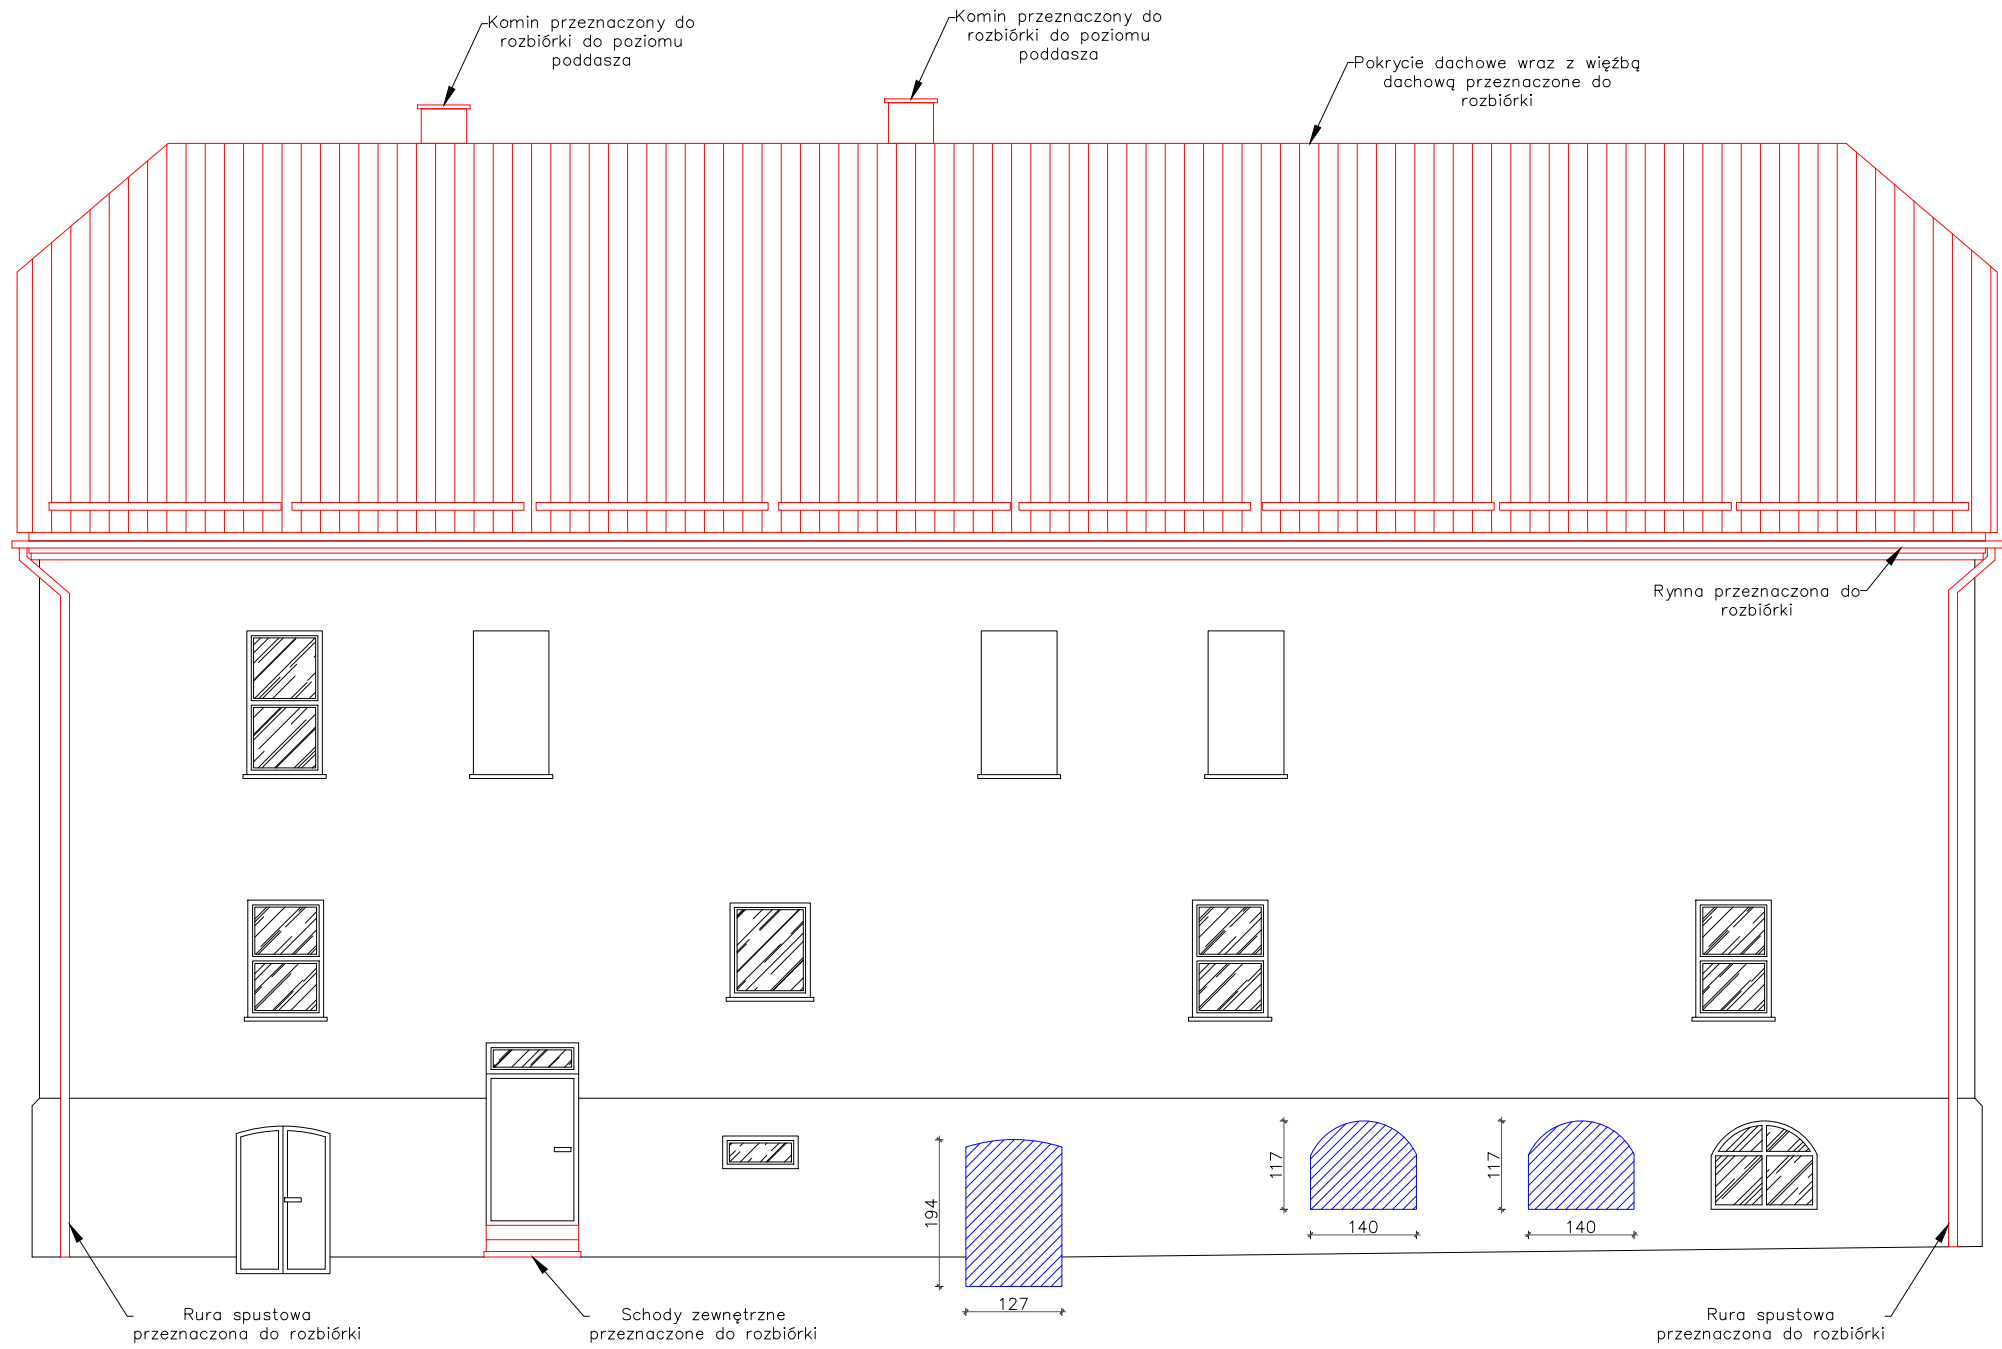 Komin przeznaczony do
rozbiórki do poziomu
poddasza
Komin przeznaczony do
rozbiórki do poziomu
poddasza
Pokrycie dachowe wraz z więźbą
dachową przeznaczone do
rozbiórki
Rynna przeznaczona do
rozbiórki
194
127
117
140
117
140
Rura spustowa
przeznaczona do rozbiórki
Schody zewnętrzne
przeznaczone do rozbiórki
Rura spustowa
przeznaczona do rozbiórki